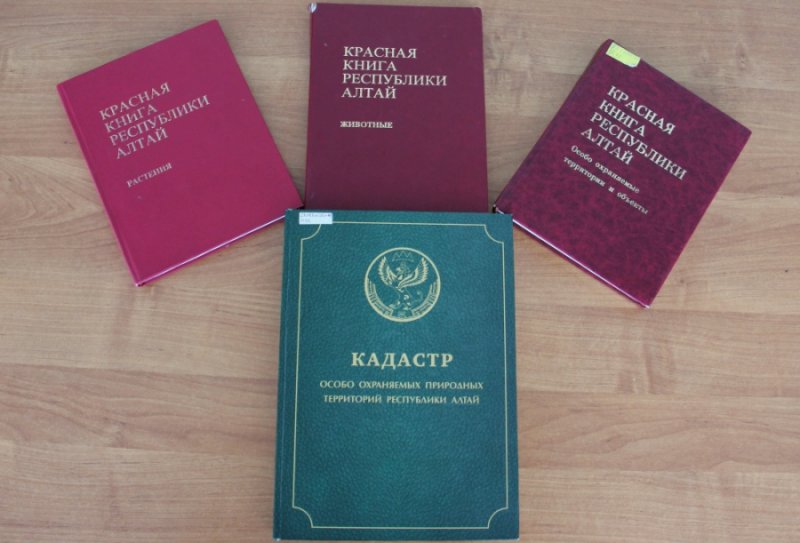 КРАСНАЯ
КНИГА
РЕСПУБЛИКИ
АЛТАЙ
РАСТЕНИЯ
КРАСНАЯ
КНИГА
РЕСПУБЛИКИ
АЛТАЙ
ЖИВОТНЫЕ
КРАСНАЯ
КНИГА
РЕСПУБЛИКИ
АЛТАЙ
Особо охраняемые
территории и объекты
КАДАСТР
ОСОБО ОХРАНЯЕМЫХ ПРИРОДНЫХ
ТЕРРИТОРИЙ РЕСПУБЛИКИ АЛТАЙ